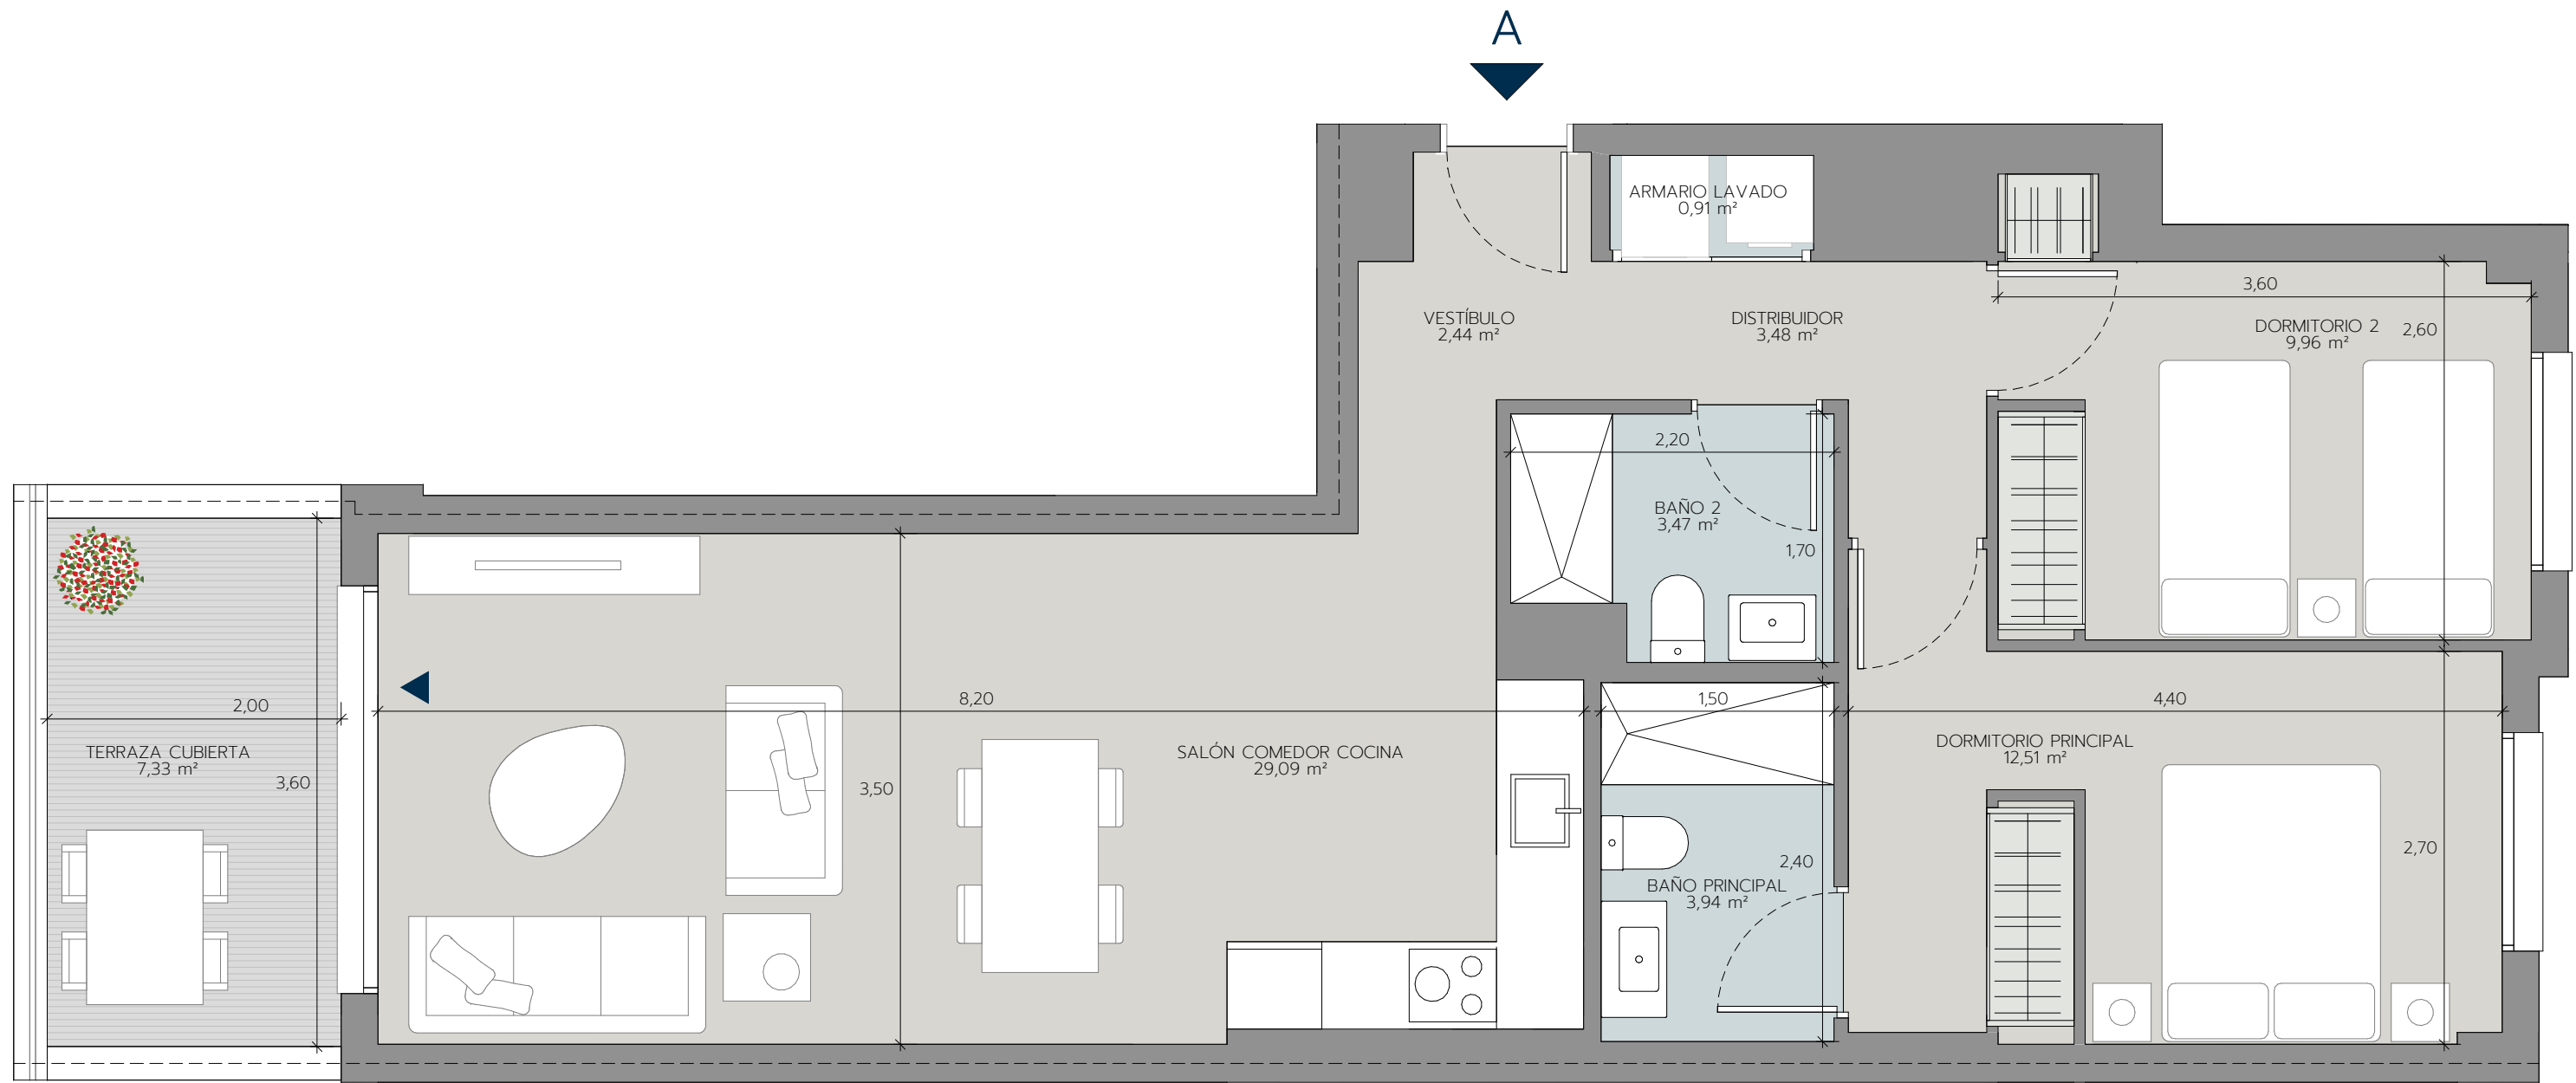 A
ARMARIO LAVADO
0,91 m²
3,60
VESTÍBULO
2,44 m²
DISTRIBUIDOR
3,48 m²
DORMITORIO 2
9,96 m²
2,60
2,20
BAÑO 2
3,47 m²
1,70
2,00
8,20
1,50
4,40
TERRAZA CUBIERTA
7,33 m²
3,60
3,50
SALÓN COMEDOR COCINA
29,09 m²
DORMITORIO PRINCIPAL
12,51 m²
2,40
2,70
BAÑO PRINCIPAL
3,94 m²